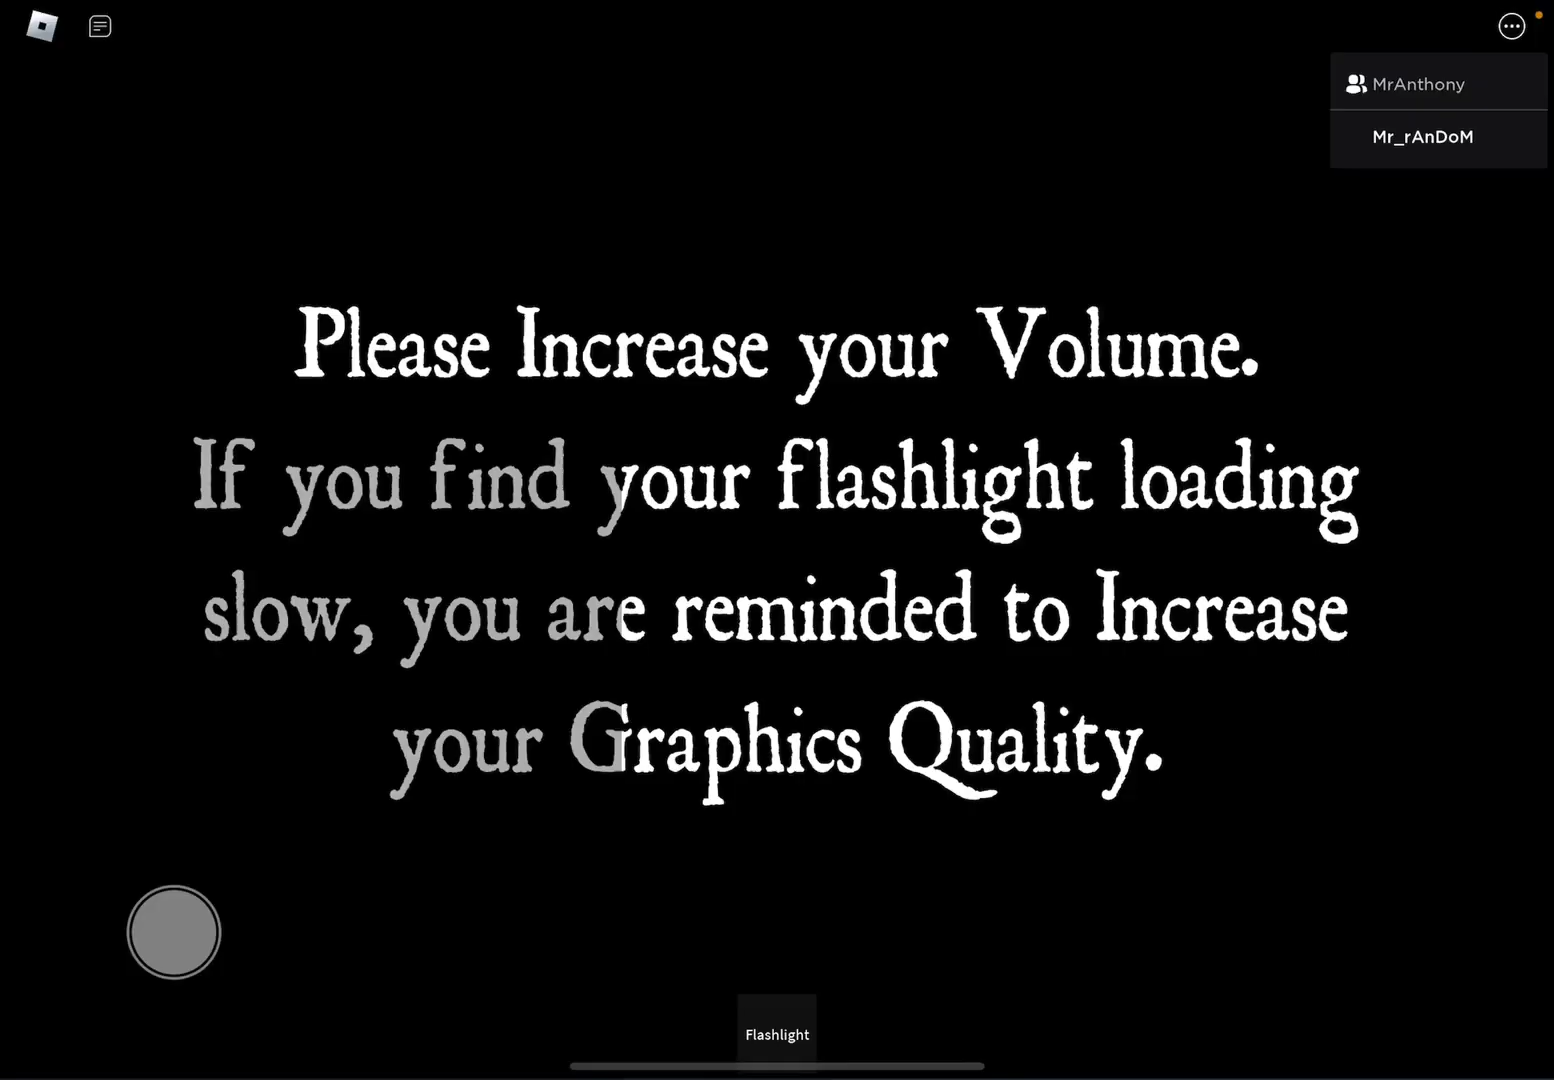 MrAnthony
Mr_rAnDoM
Please Increase your Volume.
If you find your flashlight loading
slow, you are reminded to Increase
your Graphics Quality.
Flashlight